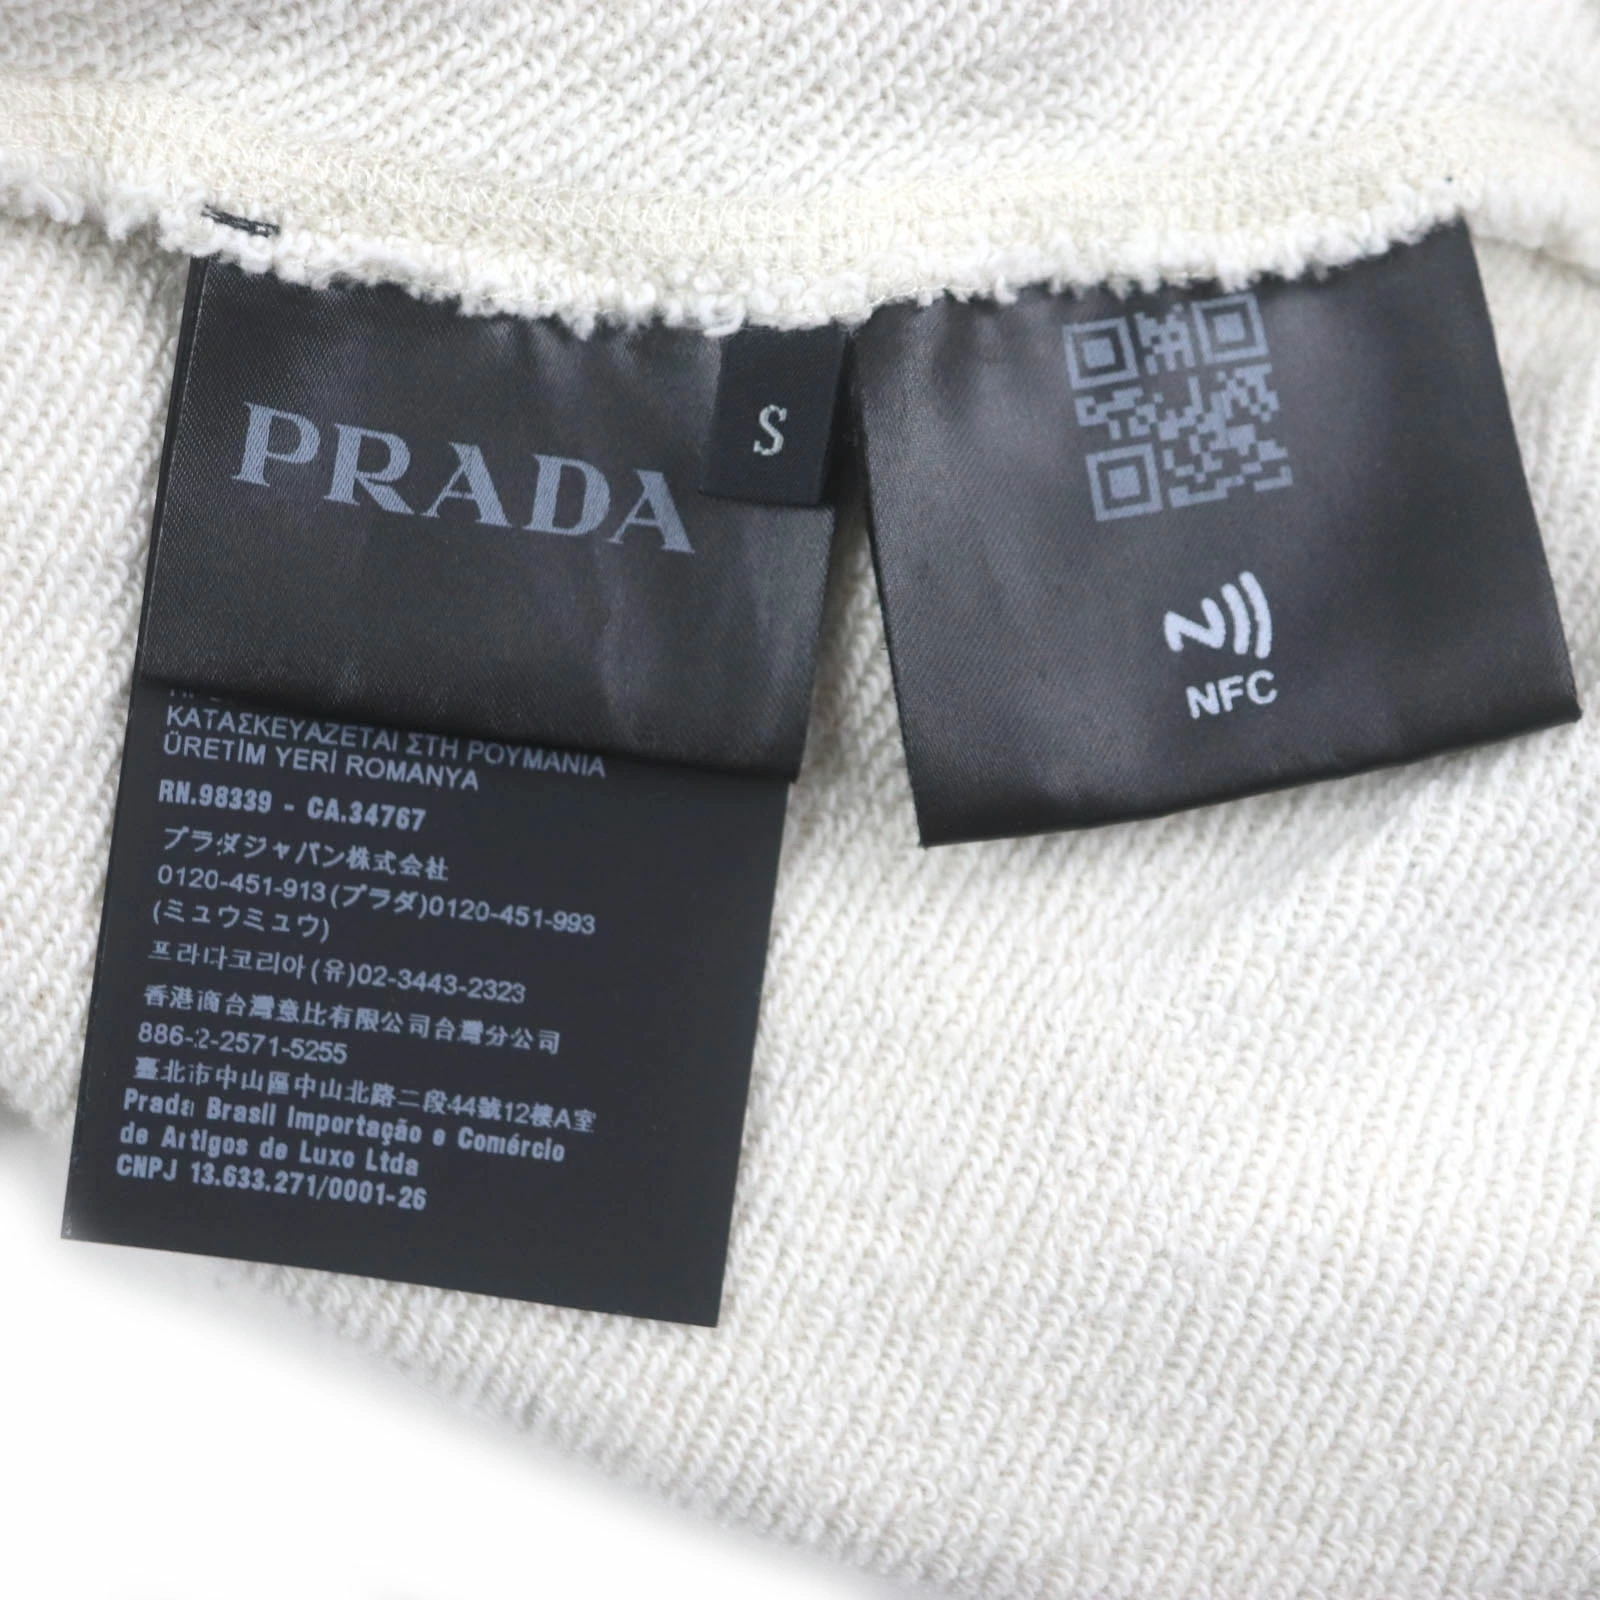 PRADA
S
NFC
ΚΑΤΑΣΚΕΥΑΖΕΤΑΙ ΣΤΗ ΡΟΥΜΑΝΙΑ
ÜRETİM YERİ ROMANYA
RN.98339 - CA.34767
プラダジャパン株式会社
0120-451-913(プラダ)0120-451-993
(ミュウミュウ)
프라다코리아(유)02-3443-2323
香港商台灣意比有限公司台灣分公司
886-2-2571-5255
臺北市中山區中山北路二段44號12樓A室
Prada Brasil Importação e Comércio
de Artigos de Luxo Ltda
CNPJ 13.633.271/0001-26